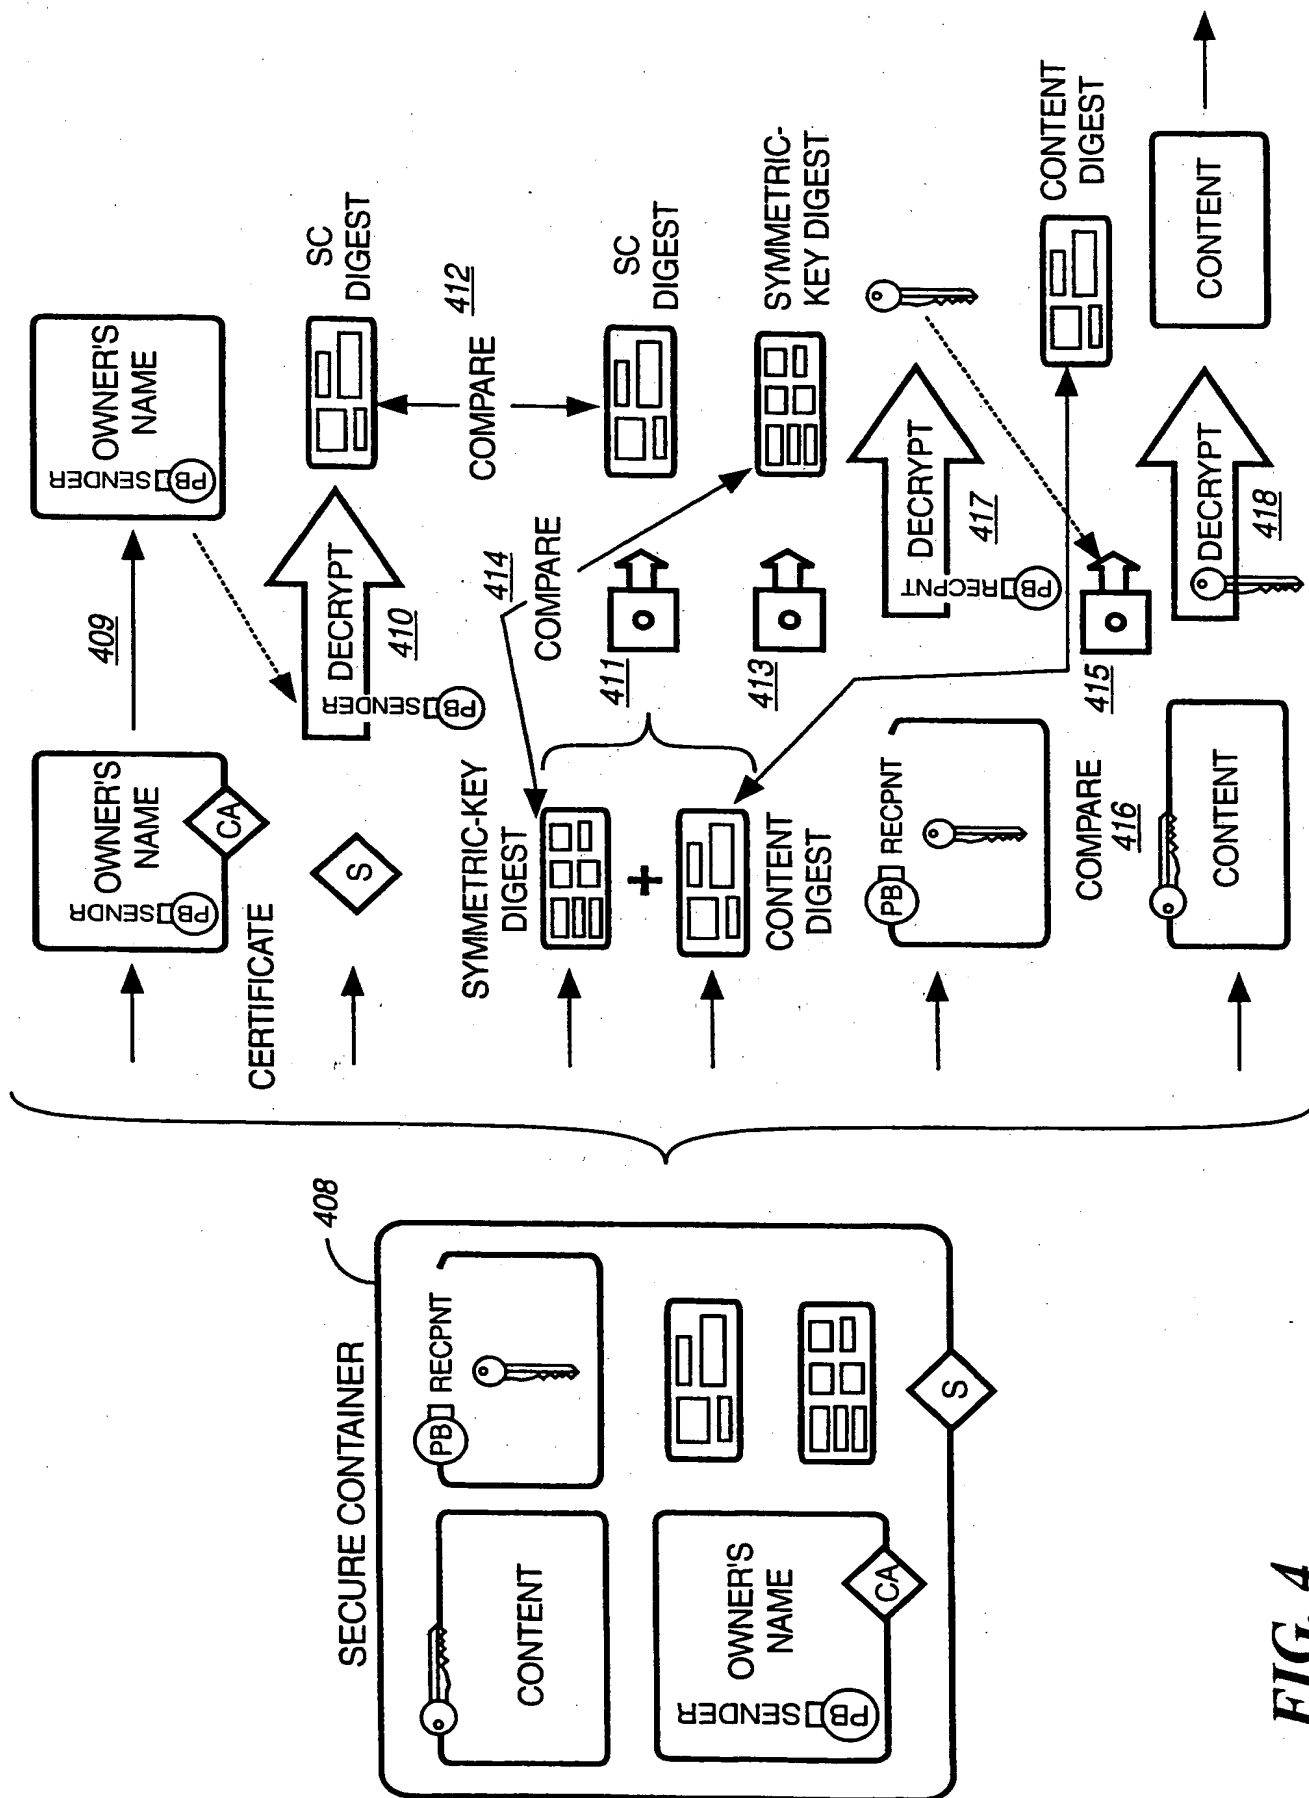 SECURE CONTAINER
408
CONTENT
PB RECPNT
OWNER'S
NAME
PB SENDER
CA
S
OWNER'S
NAME
PB SENDR
CA
CERTIFICATE
409
OWNER'S
NAME
PB SENDER
S
DECRYPT
PB SENDER
410
SC
DIGEST
COMPARE
412
SYMMETRIC-KEY
DIGEST
+
CONTENT
DIGEST
414
COMPARE
411
SC
DIGEST
413
SYMMETRIC-
KEY DIGEST
PB RECPNT
DECRYPT
PB RECPNT
417
COMPARE
416
415
CONTENT
DIGEST
CONTENT
DECRYPT
418
CONTENT
FIG. 4